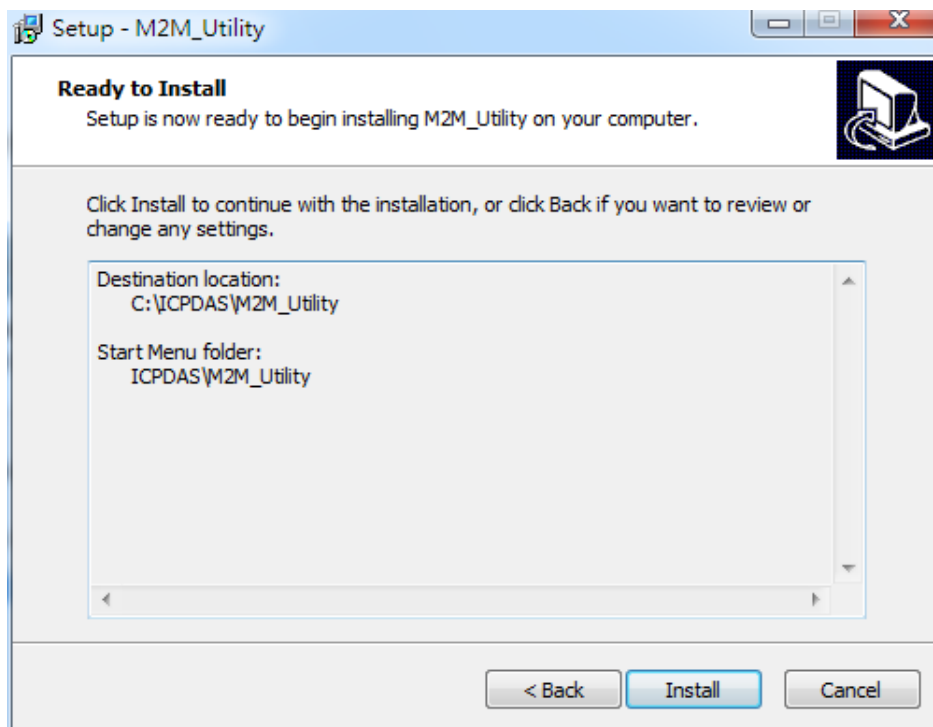 Setup - M2M_Utility
Ready to Install
Setup is now ready to begin installing M2M_Utility on your computer.
Click Install to continue with the installation, or click Back if you want to review or
change any settings.
Destination location:
C:\ICPDAS\M2M_Utility
Start Menu folder:
ICPDAS\M2M_Utility
< Back
Install
Cancel